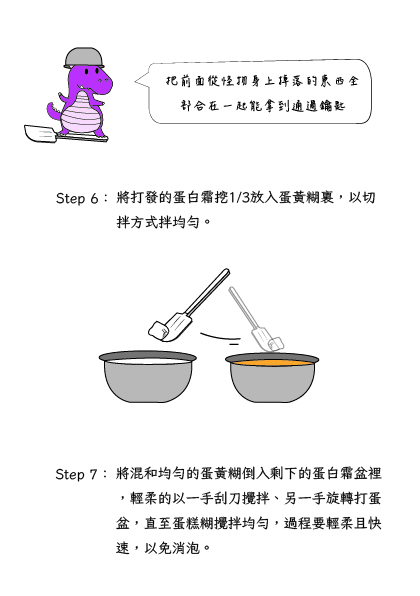 把前面從怪物身上掉落的東西全
部合在一起能拿到通過鑰匙
Step 6： 將打發的蛋白霜挖1/3放入蛋黃糊裏，以切
拌方式拌均勻。
Step 7： 將混和均勻的蛋黃糊倒入剩下的蛋白霜盆裡
，輕柔的以一手刮刀攪拌、另一手旋轉打蛋
盆，直至蛋糕糊攪拌均勻，過程要輕柔且快
速，以免消泡。